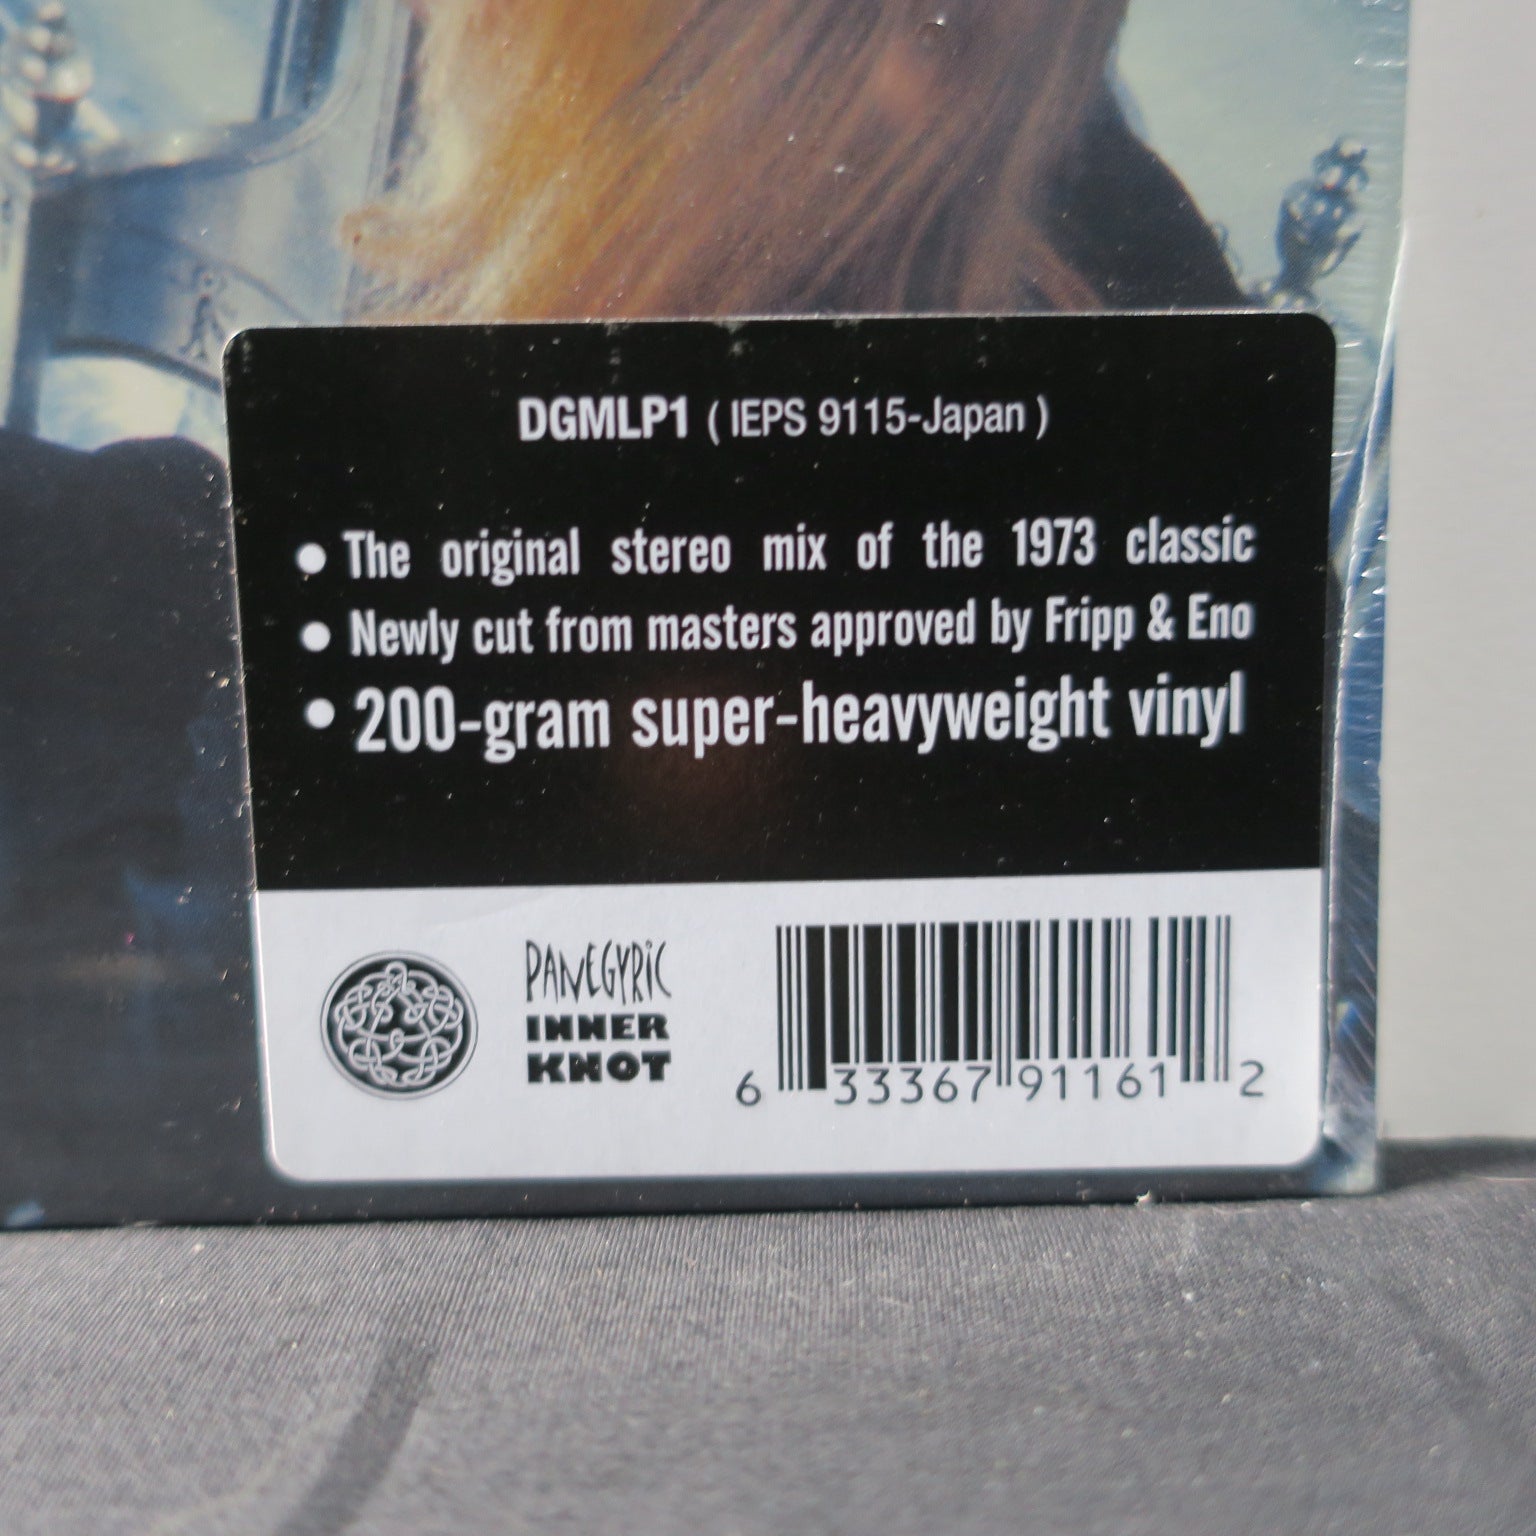 DGMLP1 ( IEPS 9115-Japan )
• The original stereo mix of the 1973 classic
• Newly cut from masters approved by Fripp & Eno
• 200-gram super-heavyweight vinyl
PANEGYRIC
INNER
KNOT
6 33367 91161 2